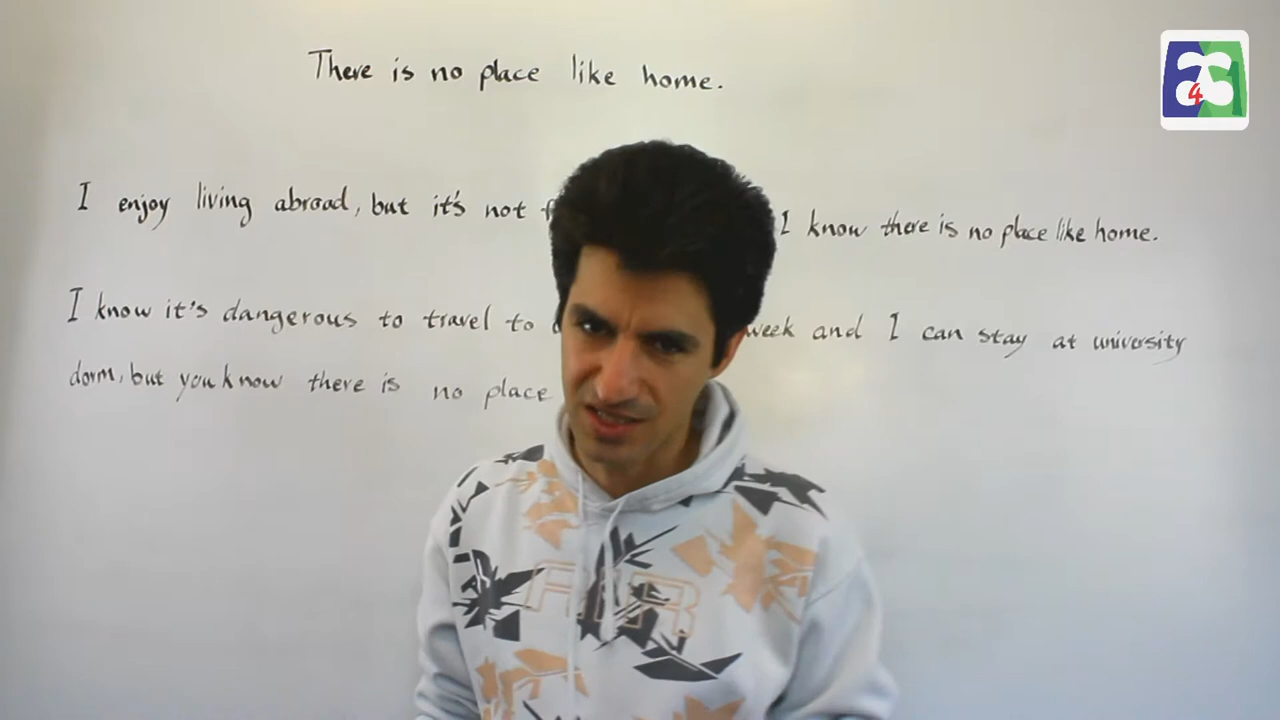 There is no place like home.
I enjoy living abroad, but it's not I know there is no place like home.
I know it's dangerous to travel to week and I can stay at university
dorm, but you know there is no place
AIR
4